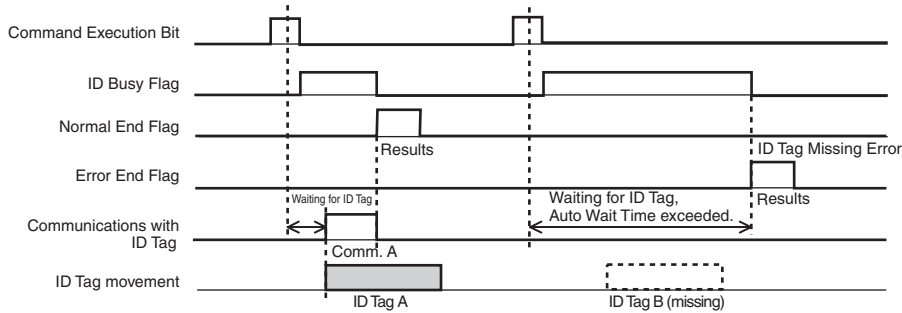 Command Execution Bit
ID Busy Flag
Normal End Flag
Results
ID Tag Missing Error
Error End Flag
Waiting for ID Tag
Waiting for ID Tag,
Auto Wait Time exceeded.
Results
Communications with
ID Tag
Comm. A
ID Tag movement
ID Tag A
ID Tag B (missing)